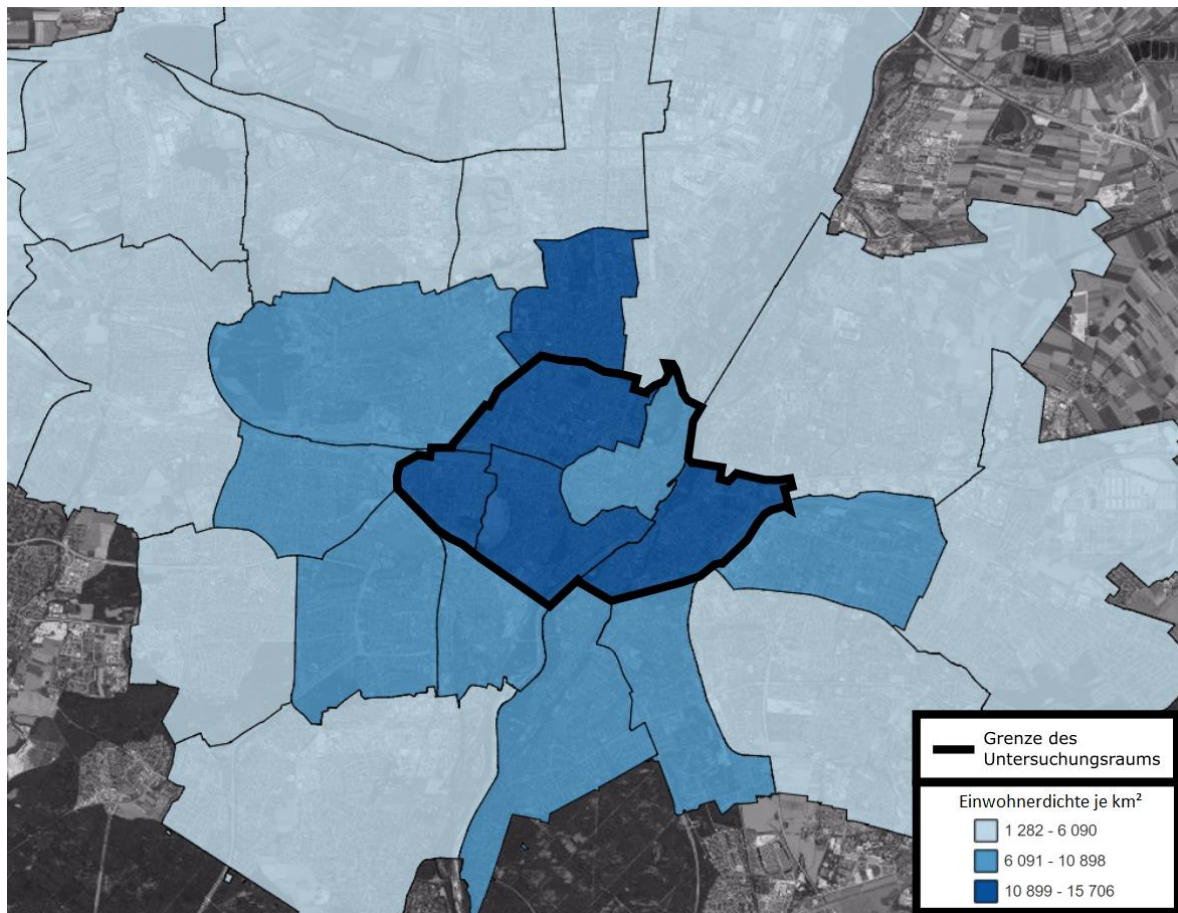 Grenze des
Untersuchungsraums
Einwohnerdichte je km²
1 282 - 6 090
6 091 - 10 898
10 899 - 15 706